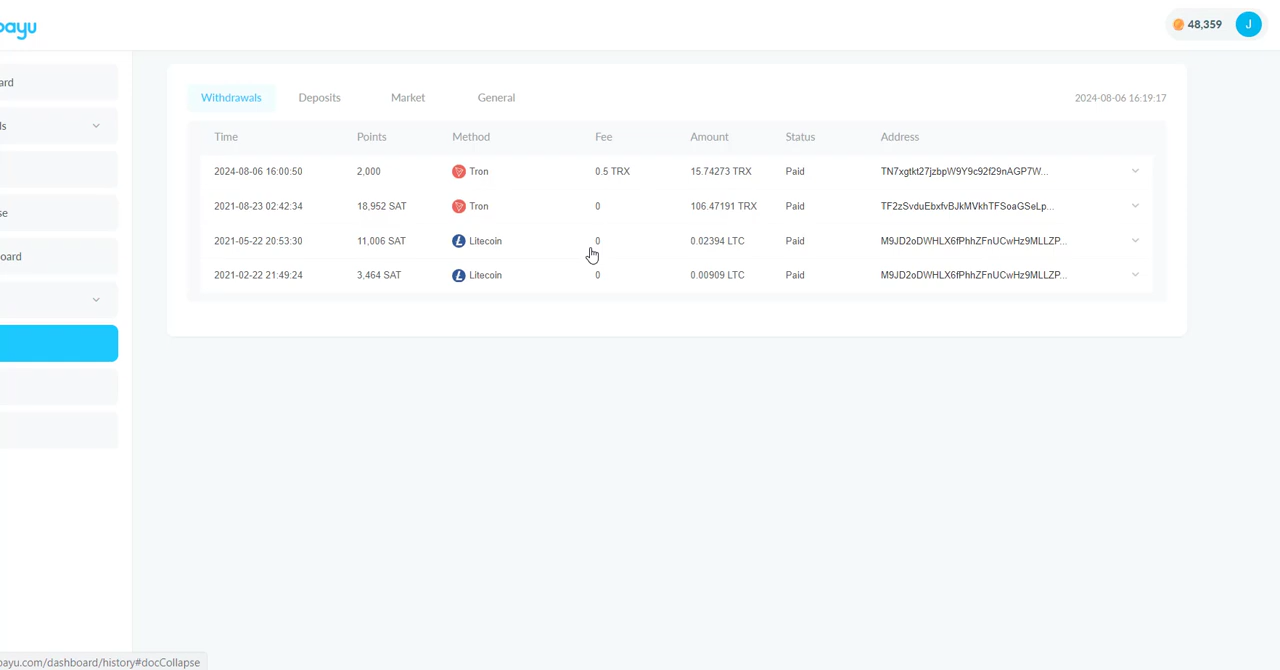 payu
48,359 J
ard
Withdrawals Deposits Market General 2024-08-06 16:19:17
ds
Time Points Method Fee Amount Status Address
2024-08-06 16:00:50 2,000 Tron 0.5 TRX 15.74273 TRX Paid TN7xgtkt27jzbpW9Y9c92f29nAGP7W...
2021-08-23 02:42:34 18,952 SAT Tron 0 106.47191 TRX Paid TF2zSvduEbxfvBJkMVkhTFSoaGSeLp...
se
2021-05-22 20:53:30 11,006 SAT Litecoin 0 0.02394 LTC Paid M9JD2oDWHLX6fPhhZFnUCwHz9MLLZP...
oard
2021-02-22 21:49:24 3,464 SAT Litecoin 0 0.00909 LTC Paid M9JD2oDWHLX6fPhhZFnUCwHz9MLLZP...
payu.com/dashboard/history#docCollapse